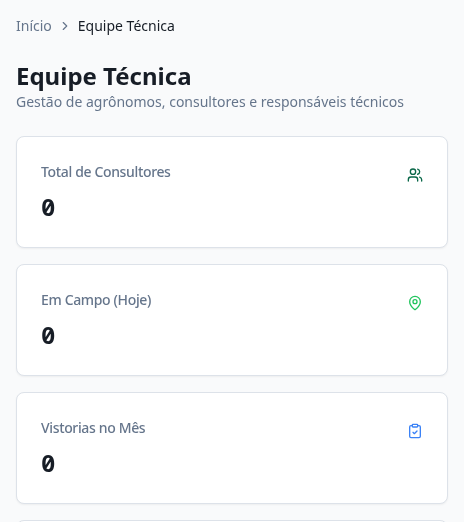 Início > Equipe Técnica
Equipe Técnica
Gestão de agrônomos, consultores e responsáveis técnicos
Total de Consultores
0
Em Campo (Hoje)
0
Vistorias no Mês
0